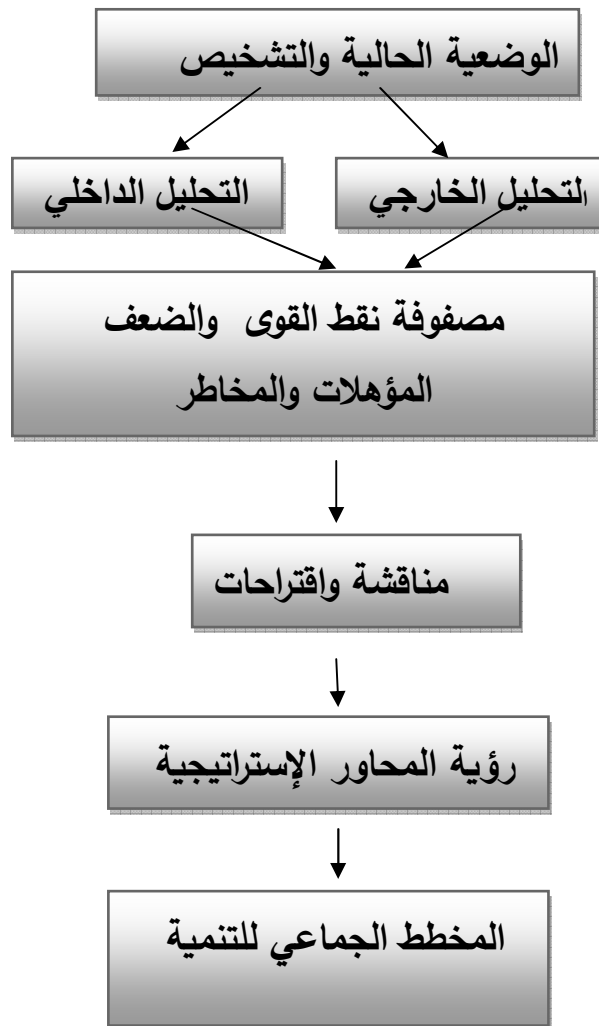 الوضعية الحالية والتشخيص
التحليل الخارجي
التحليل الداخلي
مصفوفة نقط القوى والضعف
المؤهلات والمخاطر
مناقشة واقتراحات
رؤية المحاور الإستراتيجية
المخطط الجماعي للتنمية